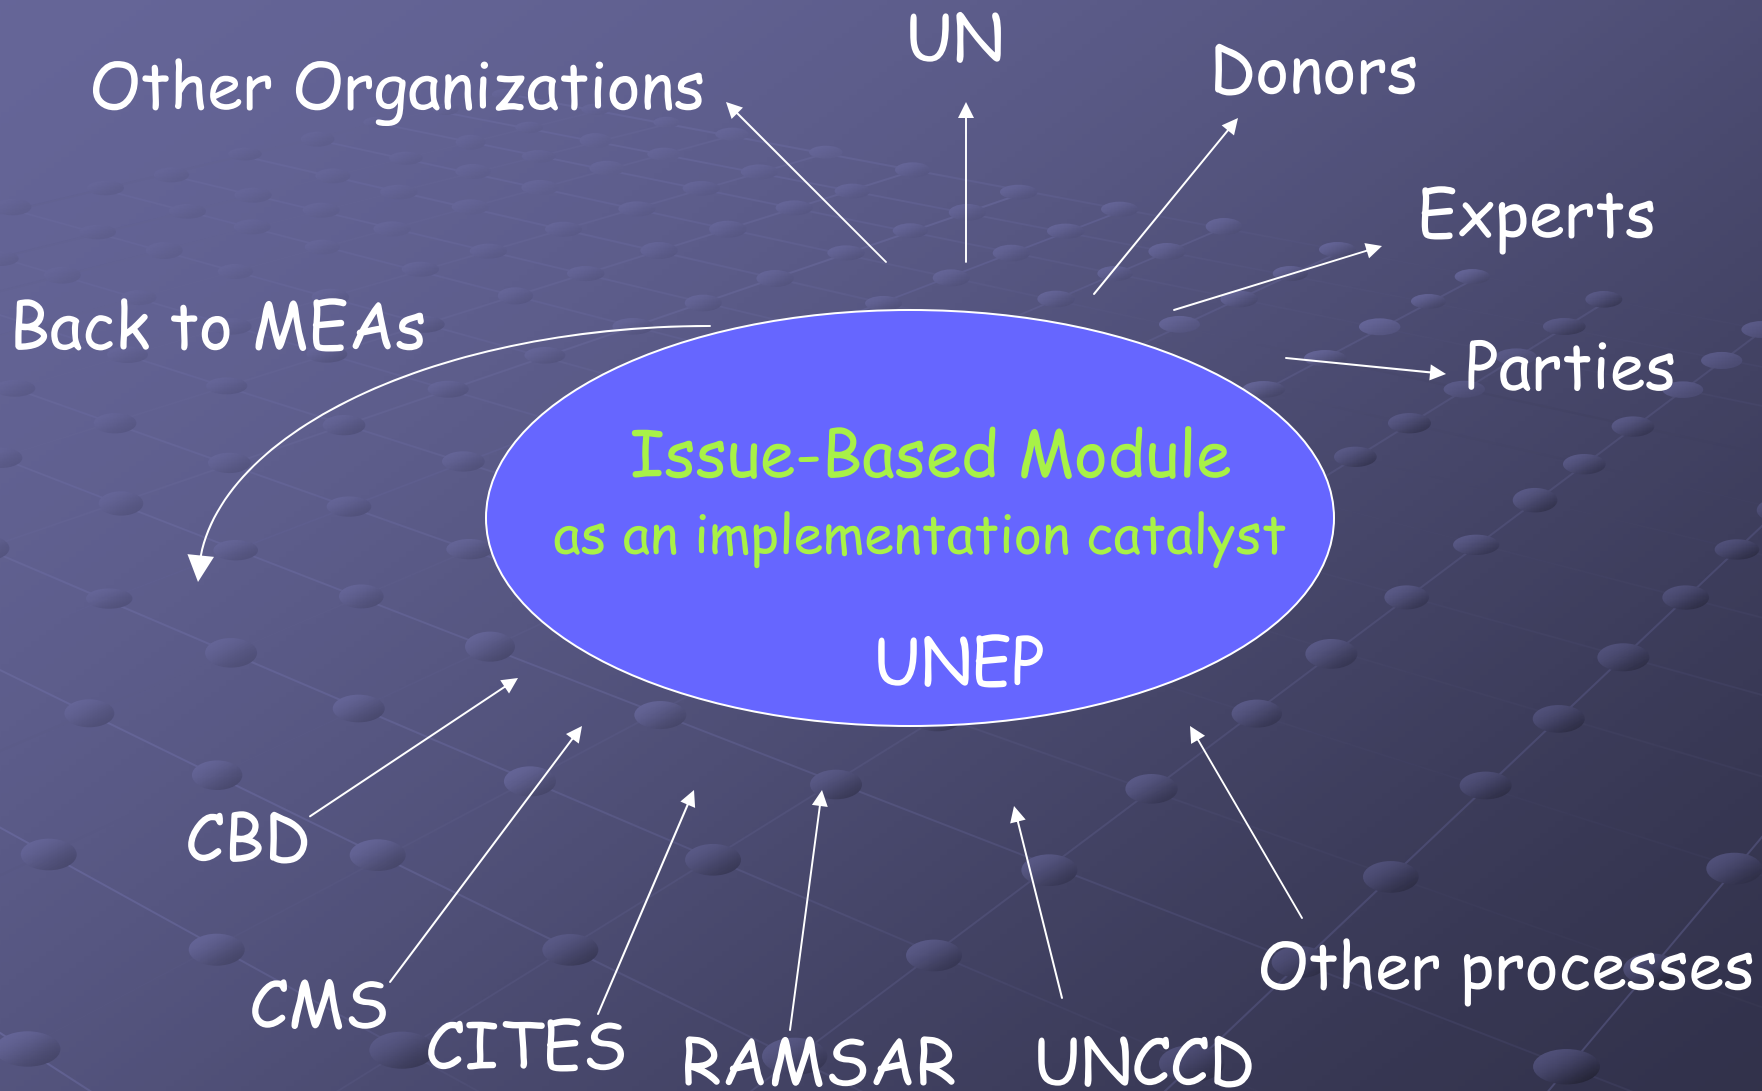 UN
Other Organizations
Donors
Experts
Back to MEAs
Parties
Issue-Based Module
as an implementation catalyst
UNEP
CBD
Other processes
CMS
CITES
RAMSAR
UNCCD